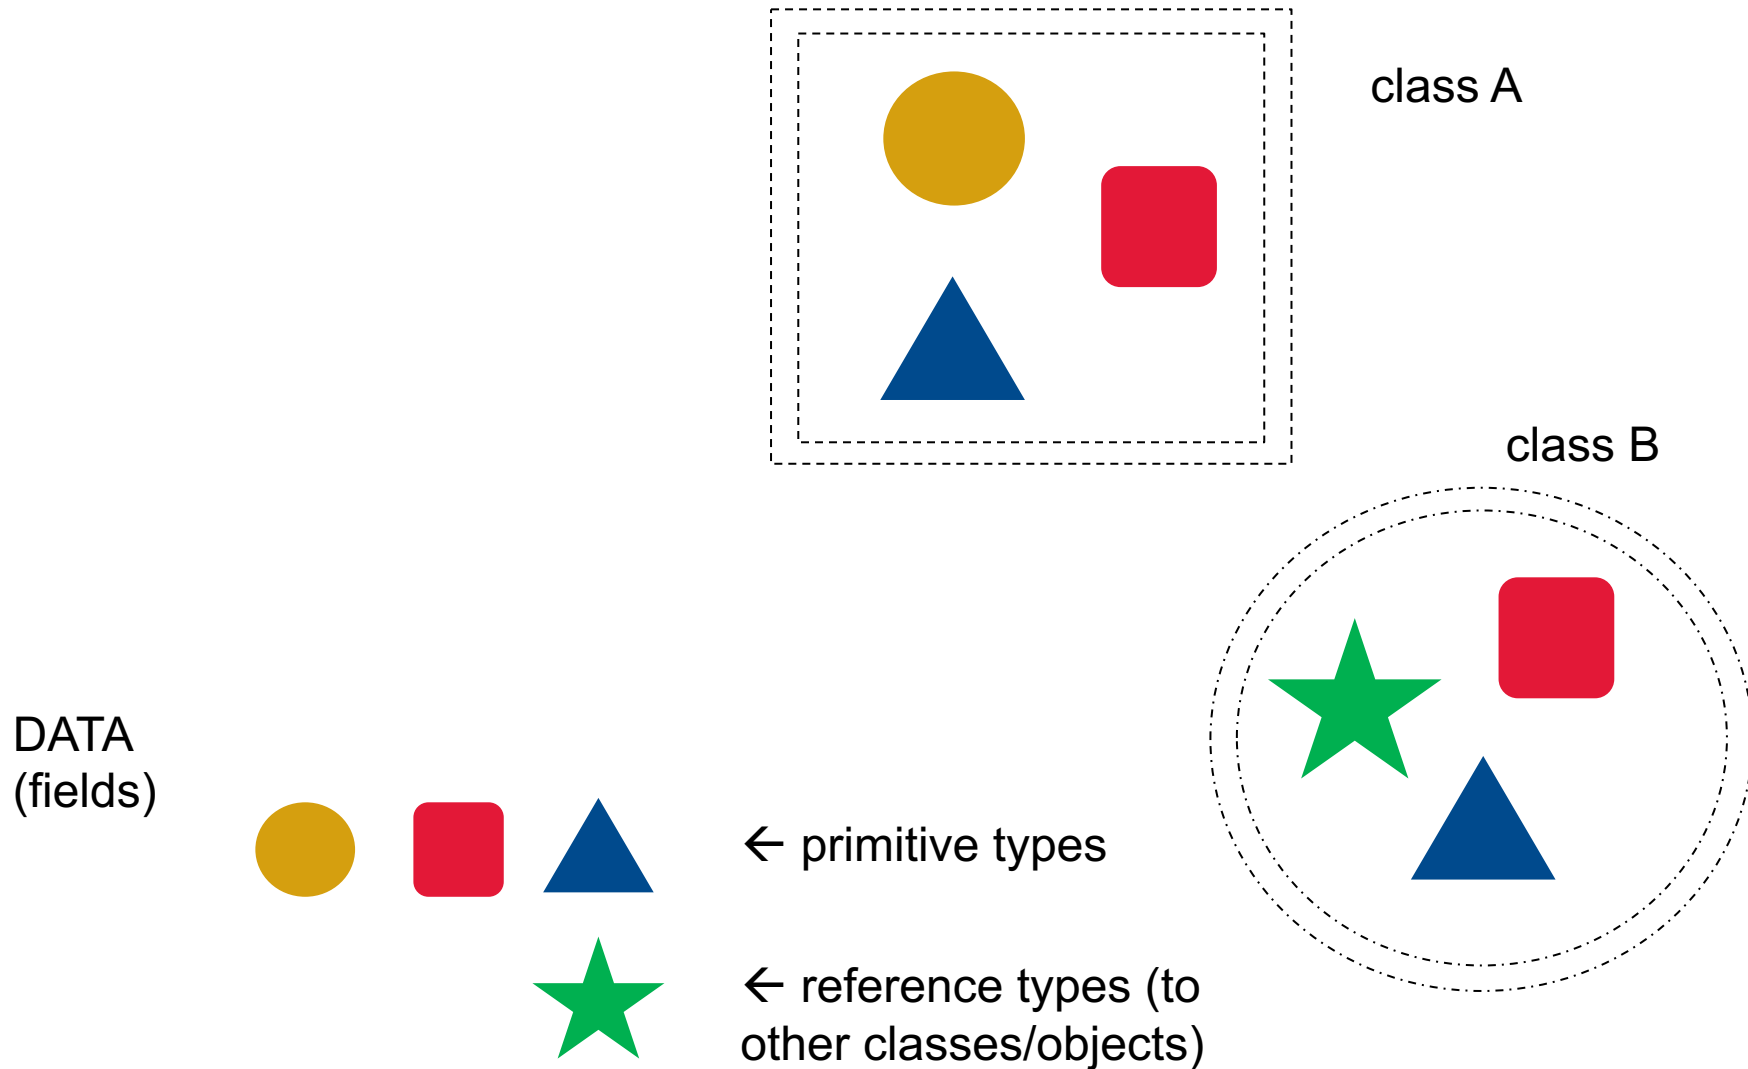 class A
class B
DATA
(fields)
← primitive types
← reference types (to
other classes/objects)